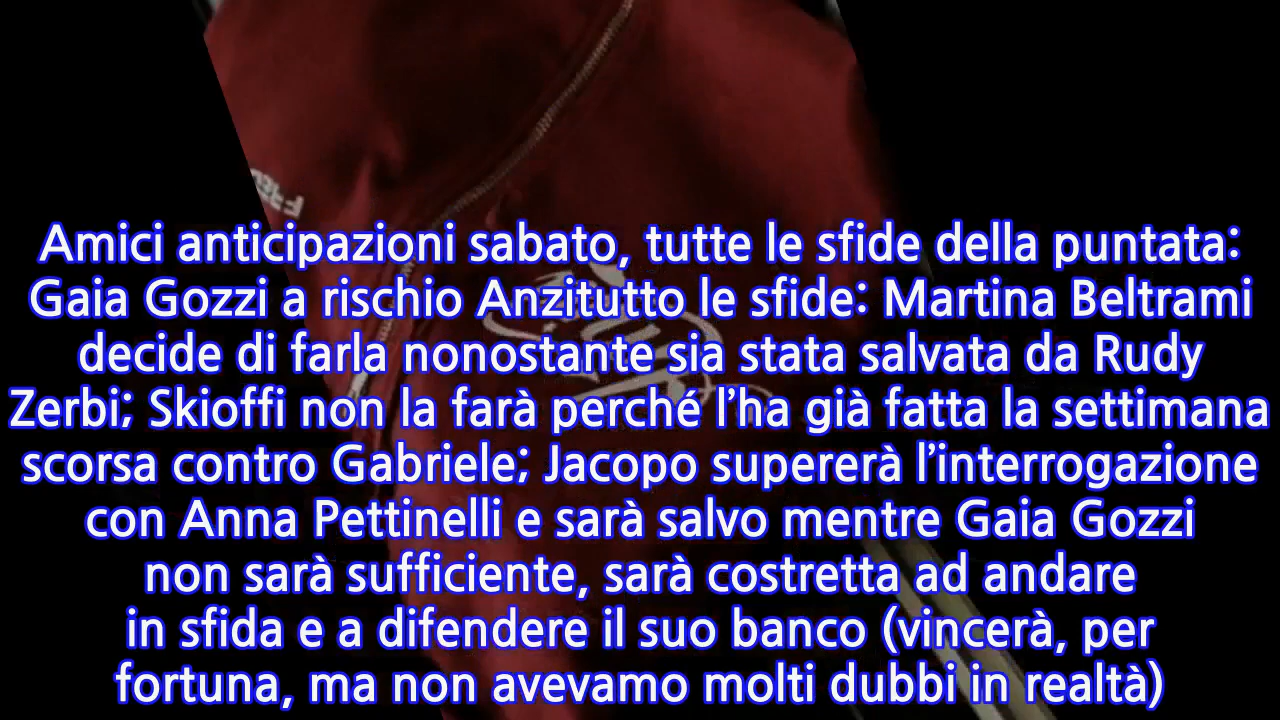 Amici anticipazioni sabato, tutte le sfide della puntata:
Gaia Gozzi a rischio Anzitutto le sfide: Martina Beltrami
decide di farla nonostante sia stata salvata da Rudy
Zerbi; Skioffi non la farà perché l’ha già fatta la settimana
scorsa contro Gabriele; Jacopo supererà l’interrogazione
con Anna Pettinelli e sarà salvo mentre Gaia Gozzi
non sarà sufficiente, sarà costretta ad andare
in sfida e a difendere il suo banco (vincerà, per
fortuna, ma non avevamo molti dubbi in realtà)